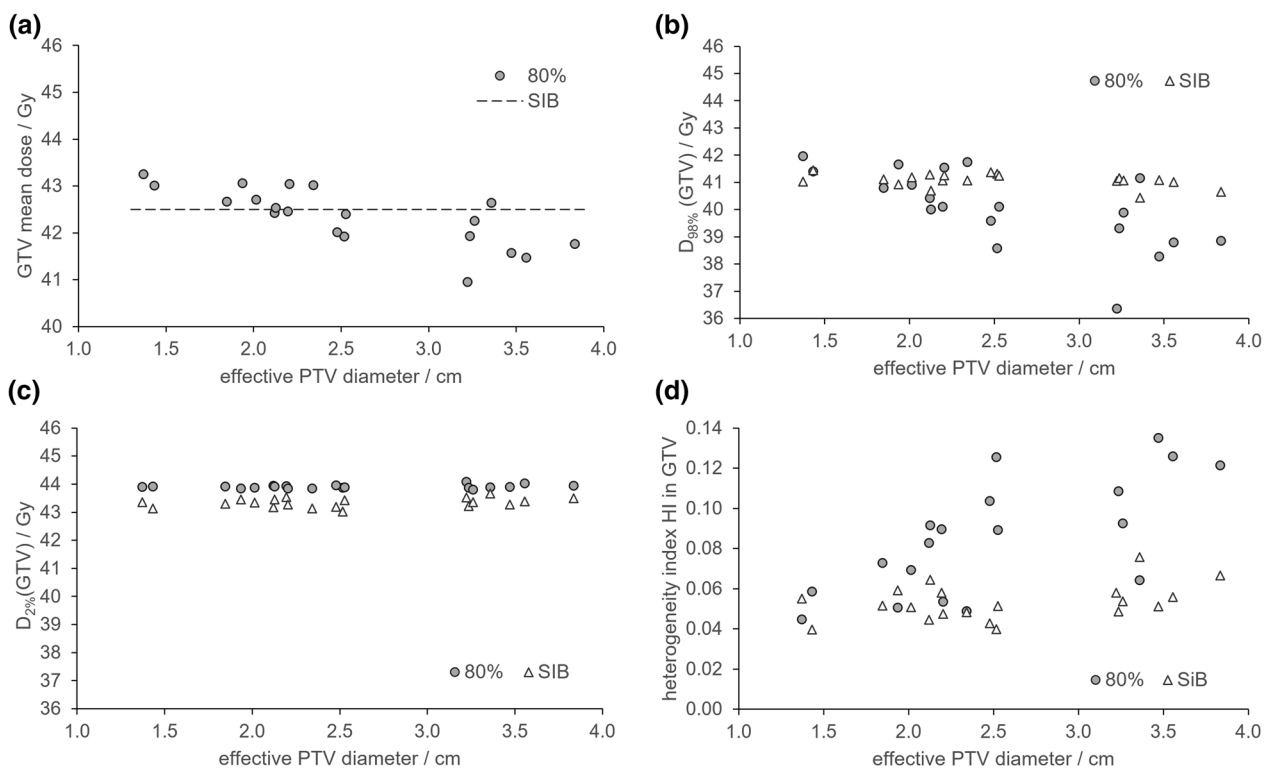 (a)
46
45
44
43
42
41
40
GTV mean dose / Gy
80%
SIB
1.0 1.5 2.0 2.5 3.0 3.5 4.0
effective PTV diameter / cm
(b)
46
45
44
43
42
41
40
39
38
37
36
D98% (GTV) / Gy
80% SIB
1.0 1.5 2.0 2.5 3.0 3.5 4.0
effective PTV diameter / cm
(c)
46
45
44
43
42
41
40
39
38
37
36
D2%(GTV) / Gy
80% SIB
1.0 1.5 2.0 2.5 3.0 3.5 4.0
effective PTV diameter / cm
(d)
0.14
0.12
0.10
0.08
0.06
0.04
0.02
0.00
heterogeneity index HI in GTV
80% SiB
1.0 1.5 2.0 2.5 3.0 3.5 4.0
effective PTV diameter / cm